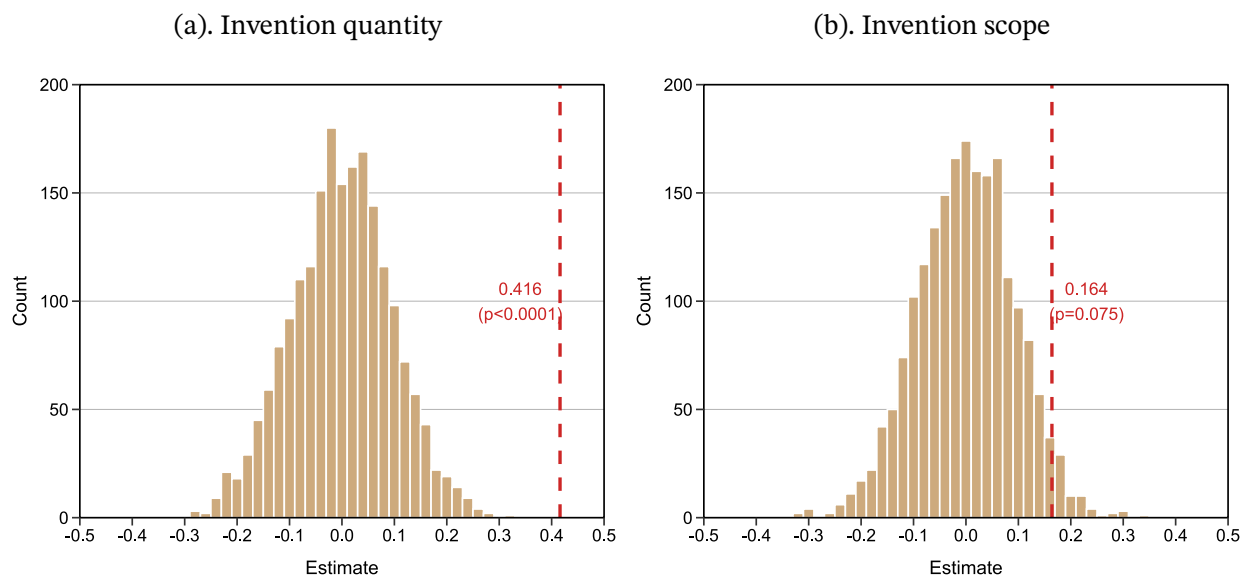 (a). Invention quantity
200
150
100
50
0
Count
0.416
(p<0.0001)
-0.5 -0.4 -0.3 -0.2 -0.1 0.0 0.1 0.2 0.3 0.4 0.5
Estimate
(b). Invention scope
200
150
100
50
0
Count
0.164
(p=0.075)
-0.5 -0.4 -0.3 -0.2 -0.1 0.0 0.1 0.2 0.3 0.4 0.5
Estimate